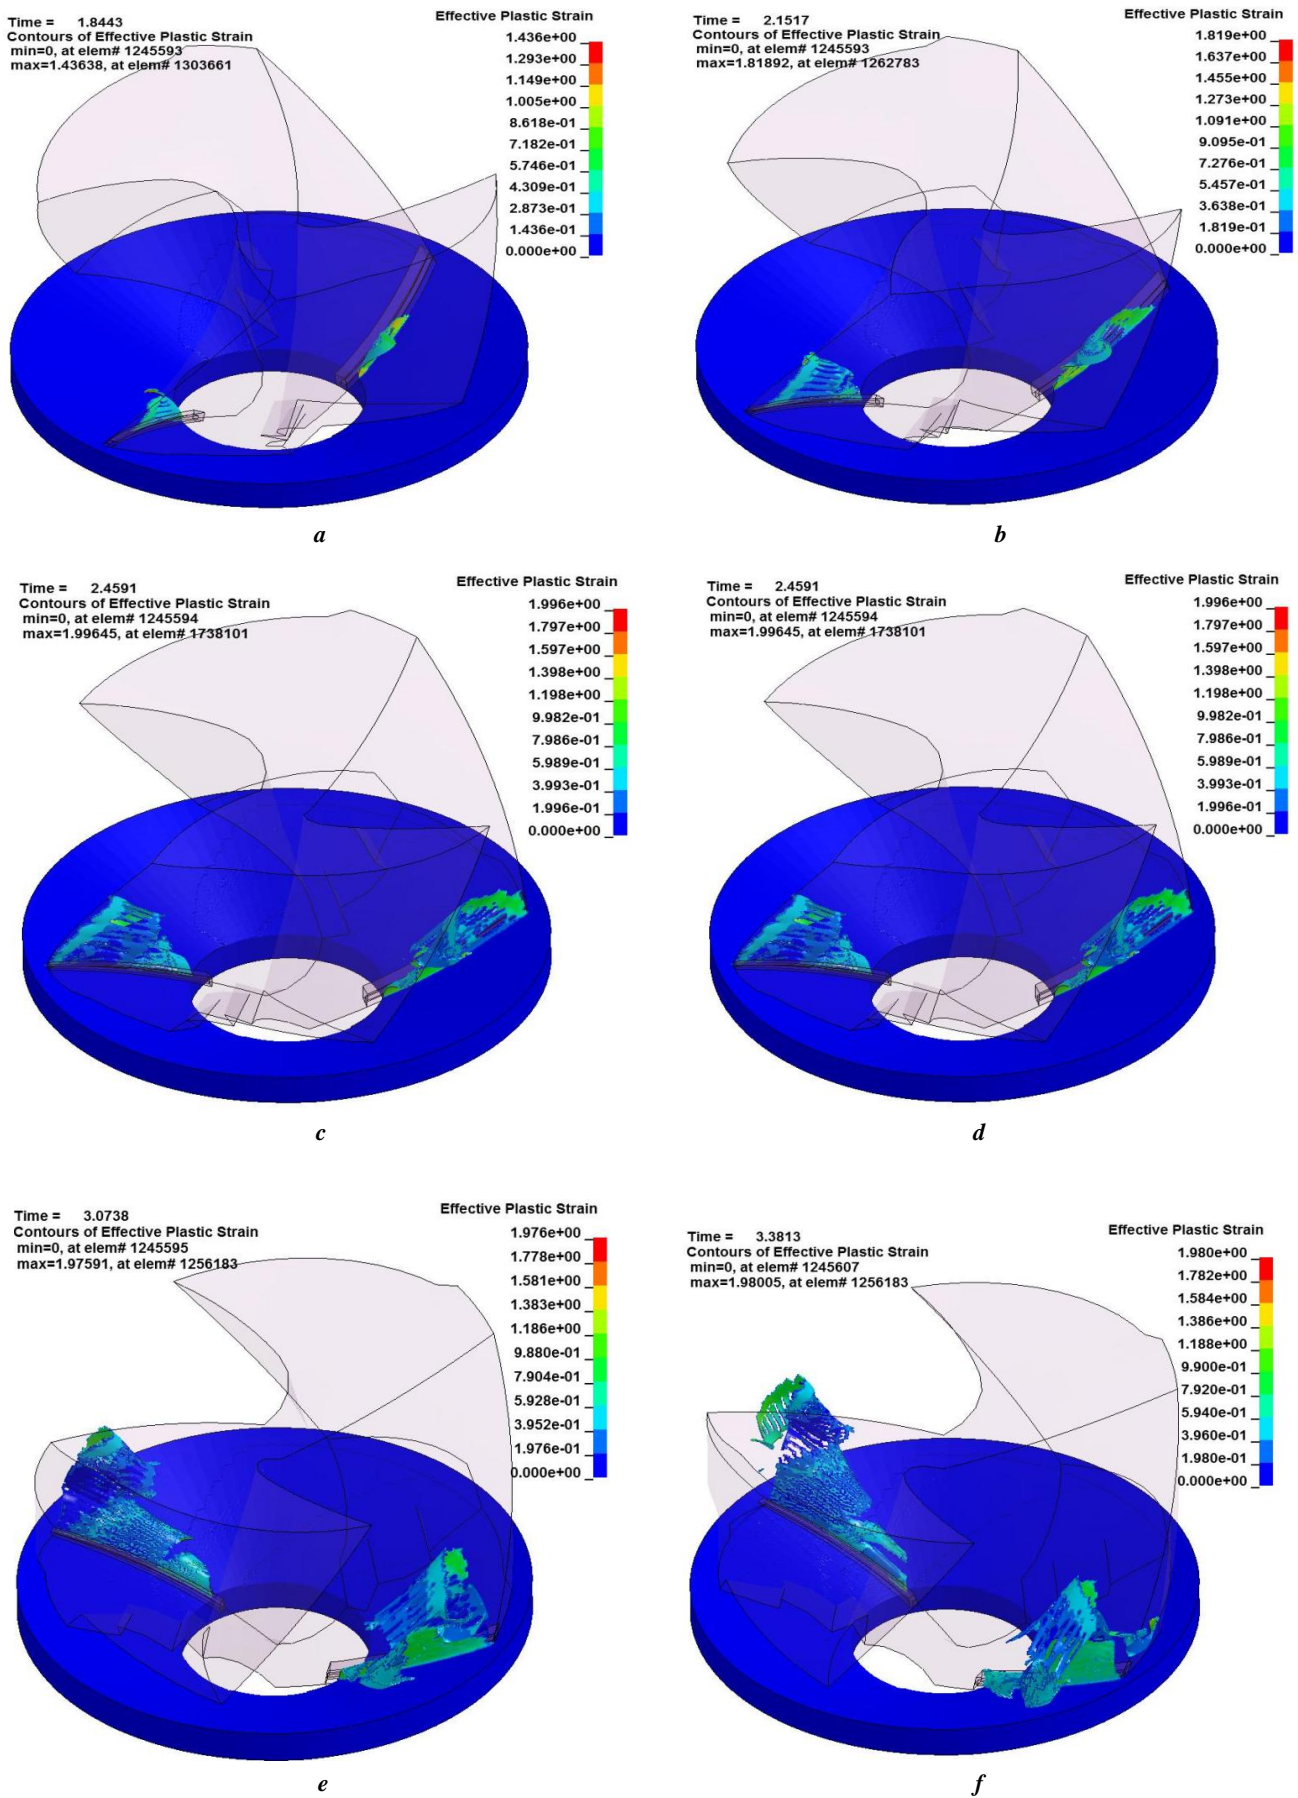 Time = 1.8443
Contours of Effective Plastic Strain
min=0, at elem# 1245593
max=1.43638, at elem# 1303661
Effective Plastic Strain
1.436e+00
1.293e+00
1.149e+00
1.005e+00
8.618e-01
7.182e-01
5.746e-01
4.309e-01
2.873e-01
1.436e-01
0.000e+00
a
Time = 2.1517
Contours of Effective Plastic Strain
min=0, at elem# 1245593
max=1.81892, at elem# 1262783
Effective Plastic Strain
1.819e+00
1.637e+00
1.455e+00
1.273e+00
1.091e+00
9.095e-01
7.276e-01
5.457e-01
3.638e-01
1.819e-01
0.000e+00
b
Time = 2.4591
Contours of Effective Plastic Strain
min=0, at elem# 1245594
max=1.99645, at elem# 1738101
Effective Plastic Strain
1.996e+00
1.797e+00
1.597e+00
1.398e+00
1.198e+00
9.982e-01
7.986e-01
5.989e-01
3.993e-01
1.996e-01
0.000e+00
c
Time = 2.4591
Contours of Effective Plastic Strain
min=0, at elem# 1245594
max=1.99645, at elem# 1738101
Effective Plastic Strain
1.996e+00
1.797e+00
1.597e+00
1.398e+00
1.198e+00
9.982e-01
7.986e-01
5.989e-01
3.993e-01
1.996e-01
0.000e+00
d
Time = 3.0738
Contours of Effective Plastic Strain
min=0, at elem# 1245595
max=1.97591, at elem# 1256183
Effective Plastic Strain
1.976e+00
1.778e+00
1.581e+00
1.383e+00
1.186e+00
9.880e-01
7.904e-01
5.928e-01
3.952e-01
1.976e-01
0.000e+00
e
Time = 3.3813
Contours of Effective Plastic Strain
min=0, at elem# 1245607
max=1.98005, at elem# 1256183
Effective Plastic Strain
1.980e+00
1.782e+00
1.584e+00
1.386e+00
1.188e+00
9.900e-01
7.920e-01
5.940e-01
3.960e-01
1.980e-01
0.000e+00
f